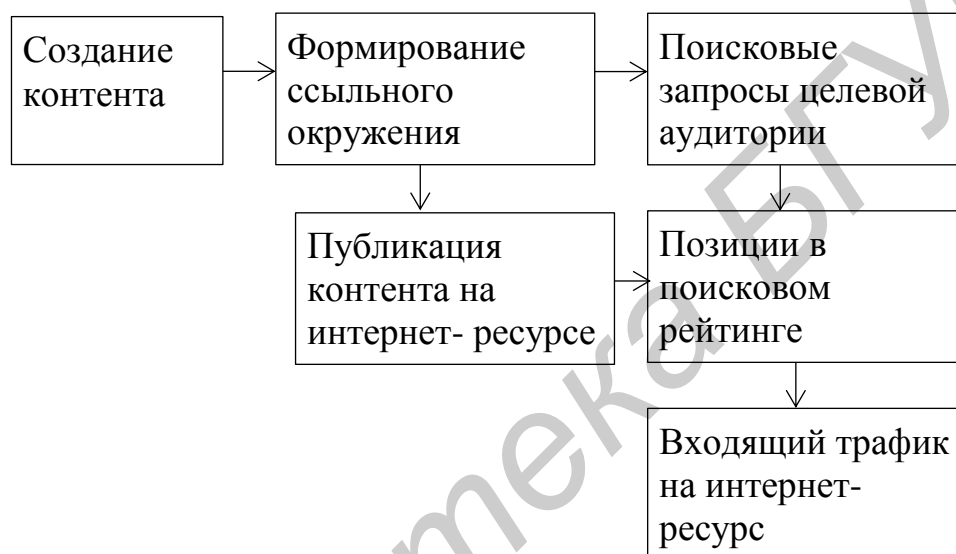 Создание
контента
Формирование
ссыльного
окружения
Поисковые
запросы целевой
аудитории
Публикация
контента на
интернет- ресурсе
Позиции в
поисковом
рейтинге
Входящий трафик
на интернет-
ресурс